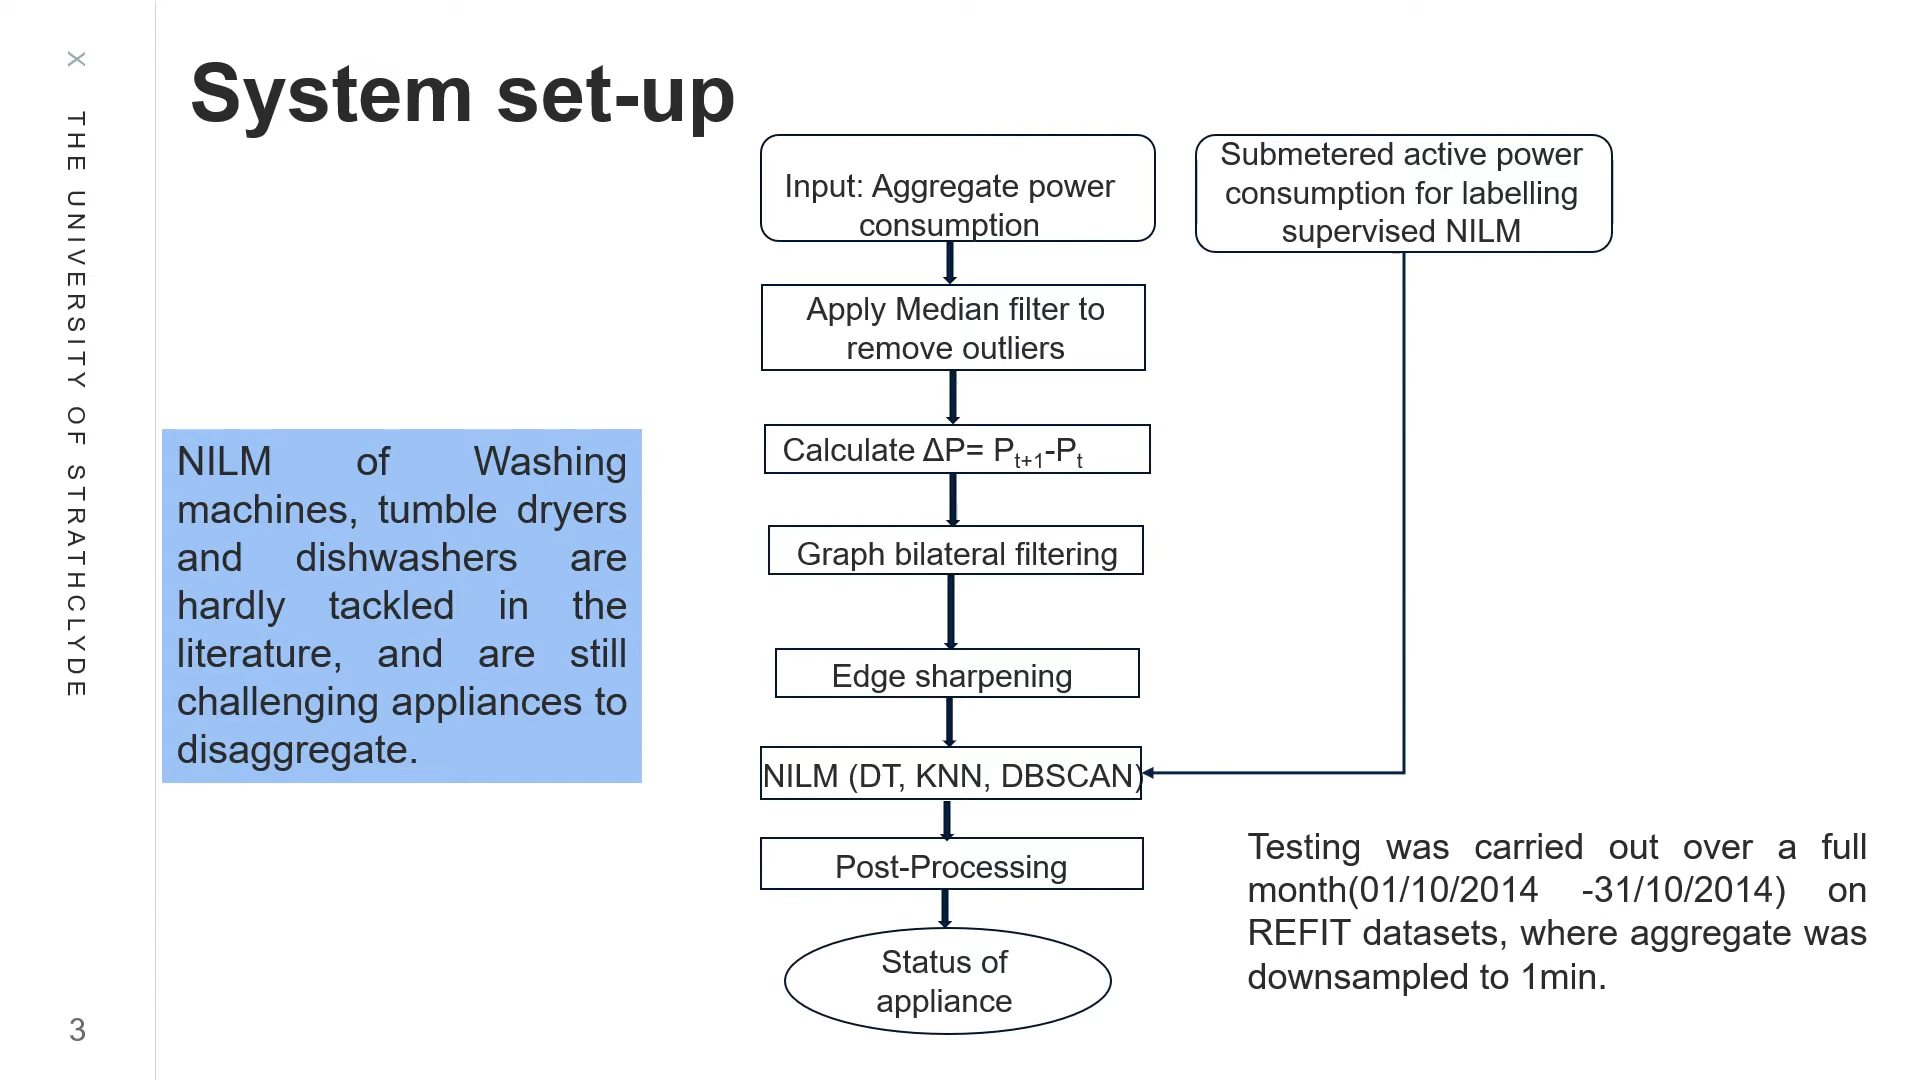 X THE UNIVERSITY OF STRATHCLYDE
System set-up
Input: Aggregate power
consumption
Submetered active power
consumption for labelling
supervised NILM
Apply Median filter to
remove outliers
Calculate ΔP= Pt+1-Pt
Graph bilateral filtering
Edge sharpening
NILM (DT, KNN, DBSCAN)
Post-Processing
Status of
appliance
NILM of Washing
machines, tumble dryers
and dishwashers are
hardly tackled in the
literature, and are still
challenging appliances to
disaggregate.
Testing was carried out over a full
month(01/10/2014 -31/10/2014) on
REFIT datasets, where aggregate was
downsampled to 1min.
3